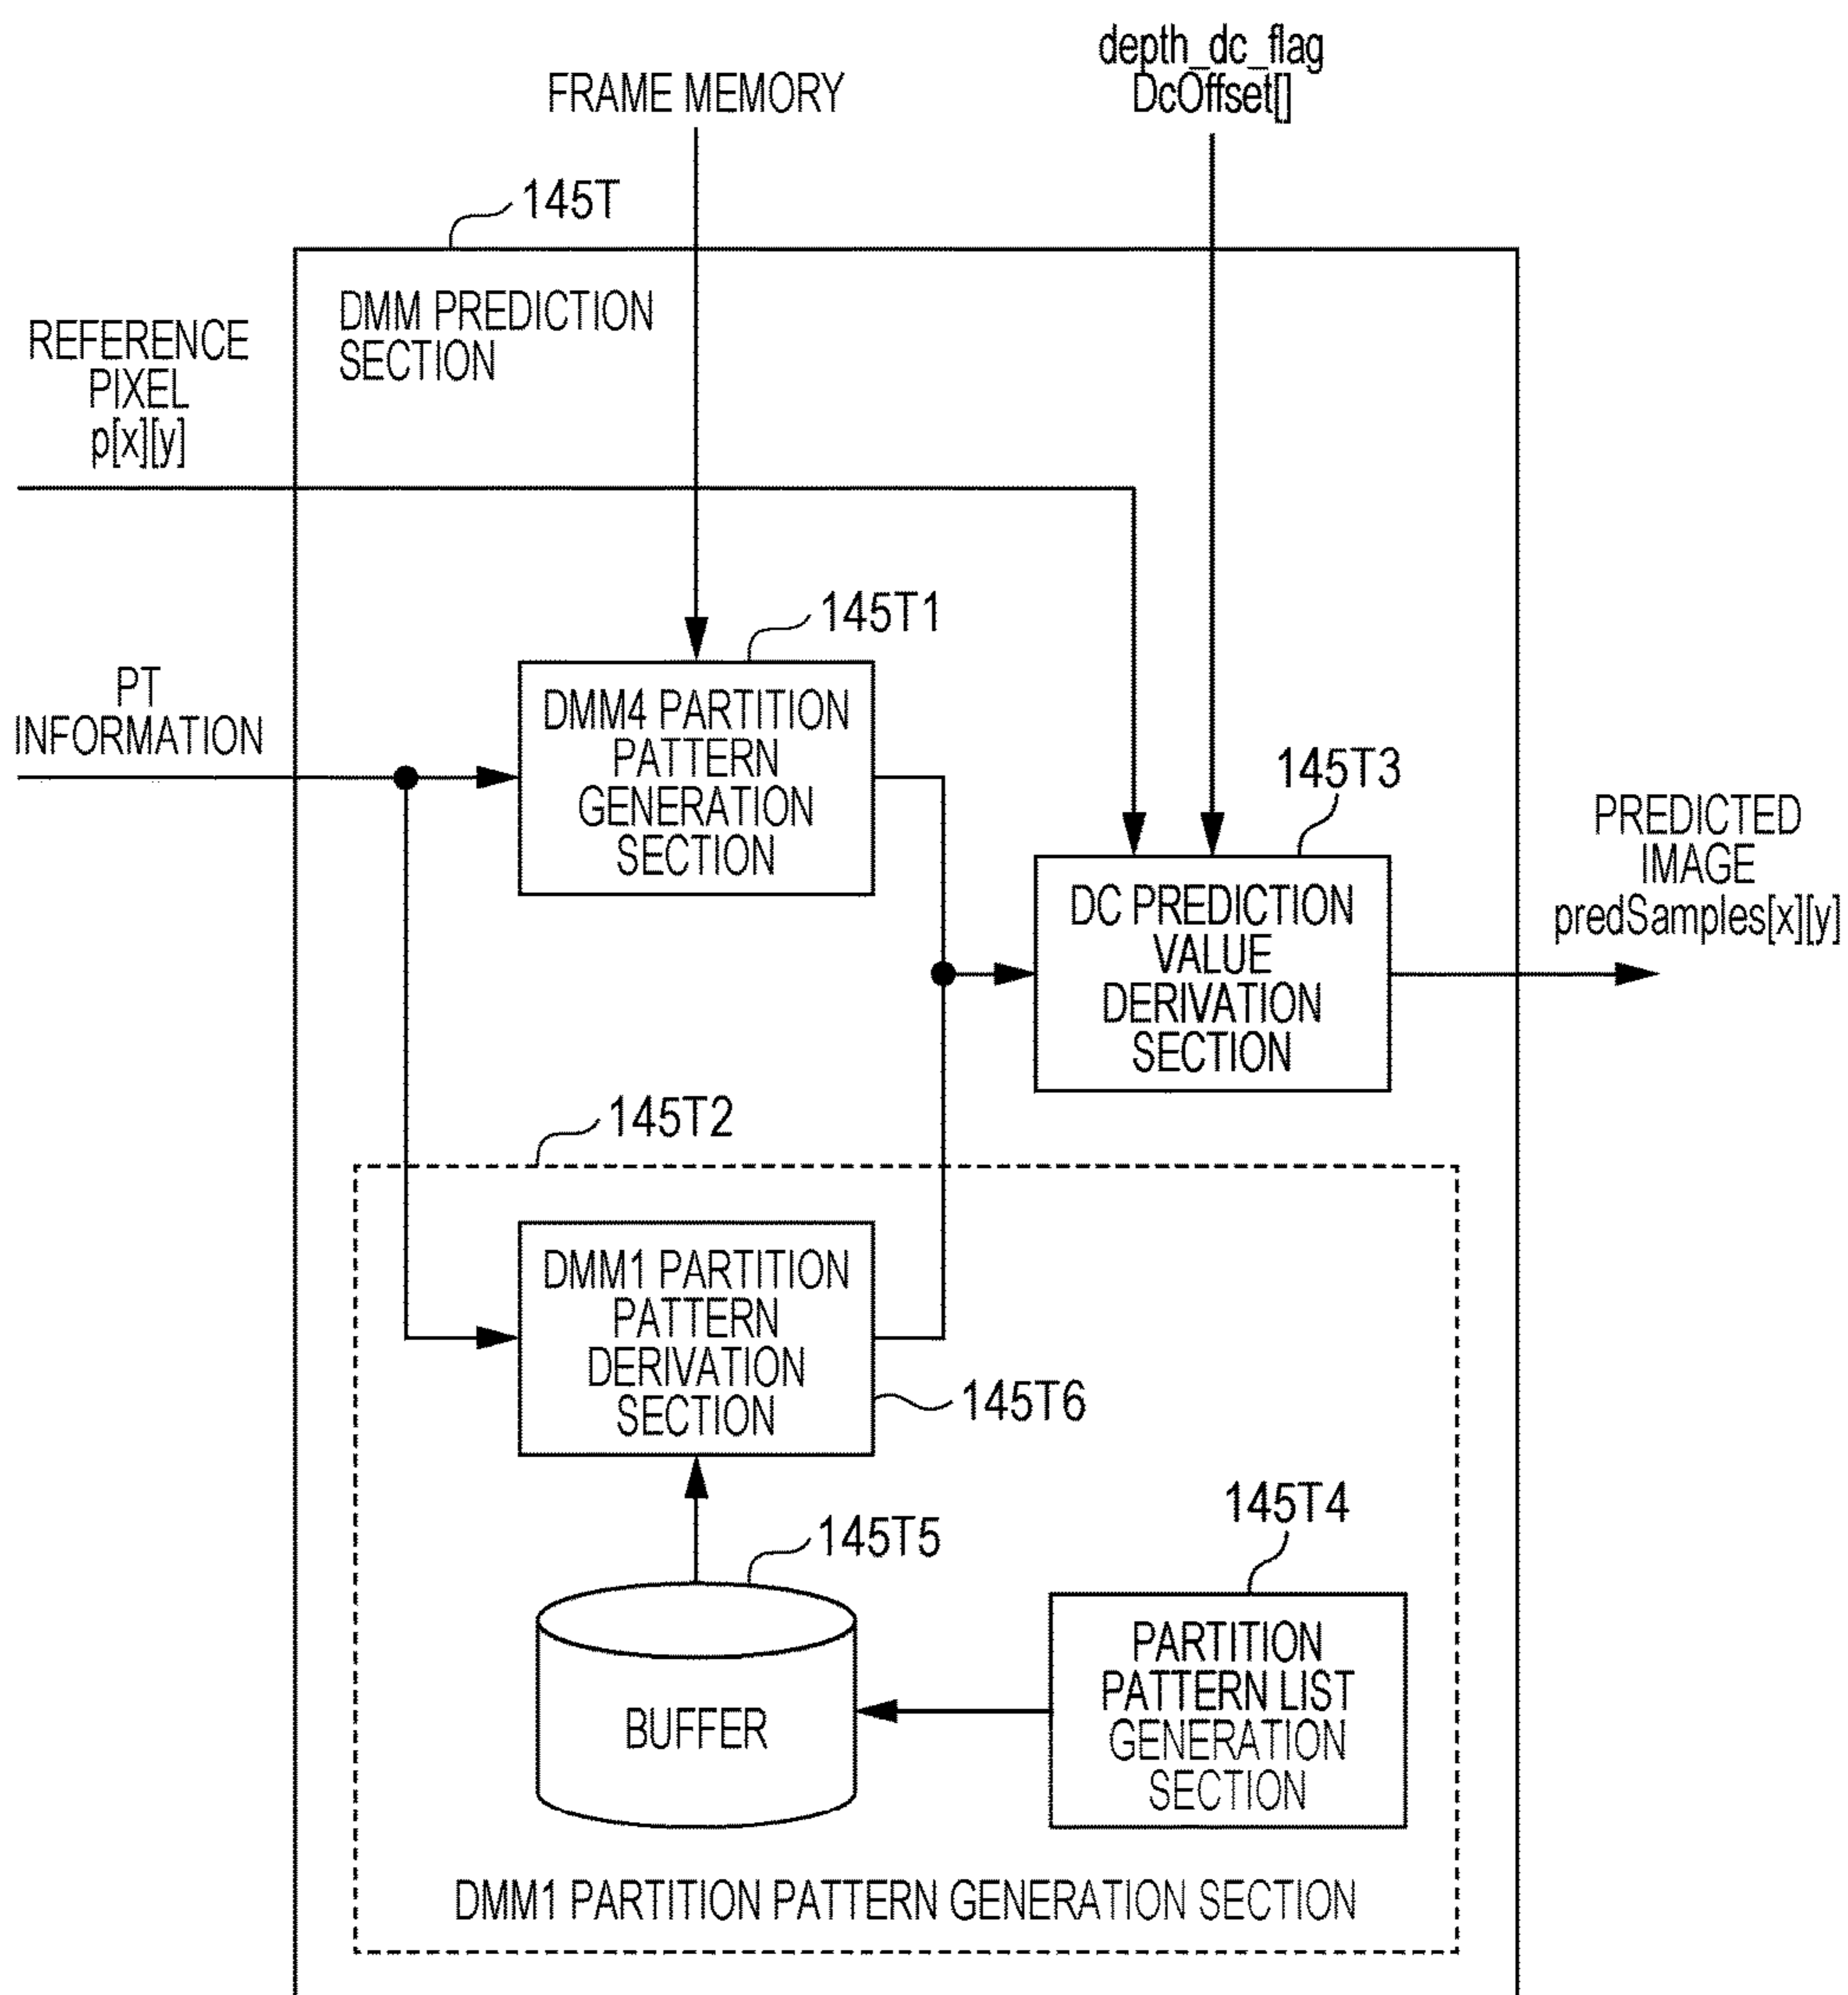 depth_dc_flag
DcOffset[]
FRAME MEMORY
145T
DMM PREDICTION
SECTION
REFERENCE
PIXEL
p[x][y]
145T1
PT
INFORMATION
DMM4 PARTITION
PATTERN
GENERATION
SECTION
145T3
PREDICTED
IMAGE
predSamples[x][y]
DC PREDICTION
VALUE
DERIVATION
SECTION
145T2
DMM1 PARTITION
PATTERN
DERIVATION
SECTION
145T6
145T5
145T4
BUFFER
PARTITION
PATTERN LIST
GENERATION
SECTION
DMM1 PARTITION PATTERN GENERATION SECTION